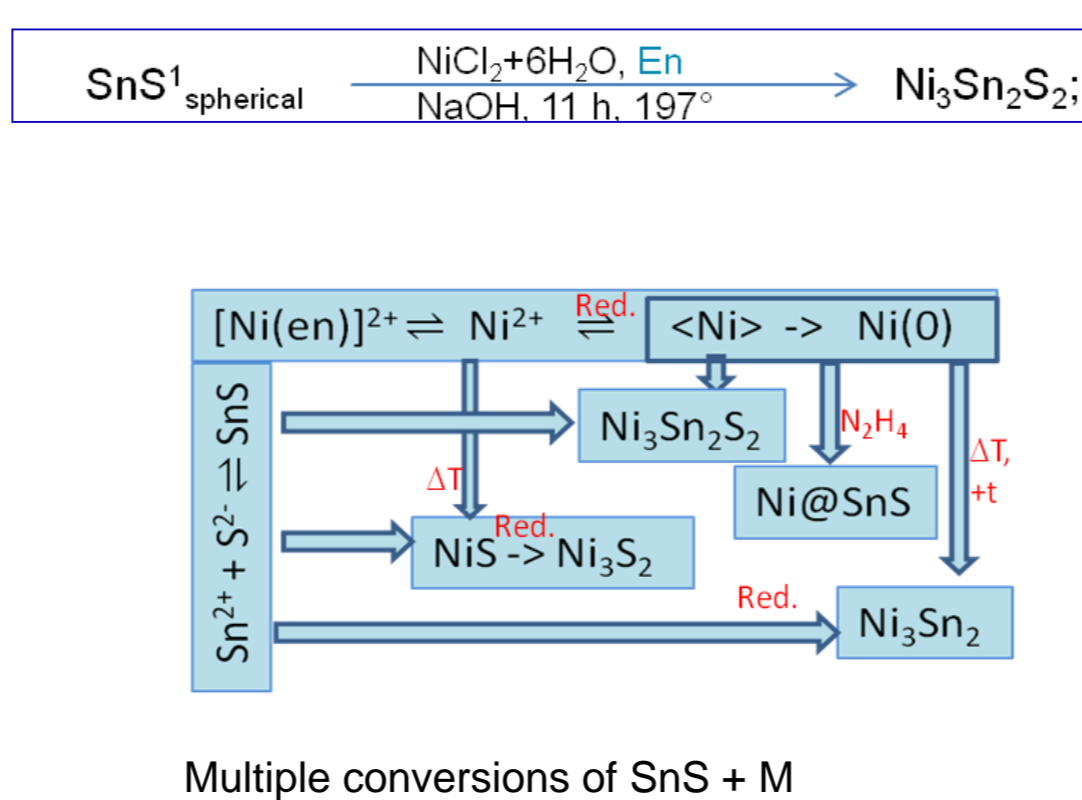 NiCl₂+6H₂O, En
SnS¹spherical
Ni₃Sn₂S₂;
NaOH, 11 h, 197°
Red.
[Ni(en)]²⁺ ⇌ Ni²⁺ ⇌ <Ni> -> Ni(0)
Sn²⁺ + S²⁻ ⇌ SnS
Ni₃Sn₂S₂
N₂H₄
ΔT
ΔT,
+t
Ni@SnS
Red.
NiS -> Ni₃S₂
Red.
Ni₃Sn₂
Multiple conversions of SnS + M